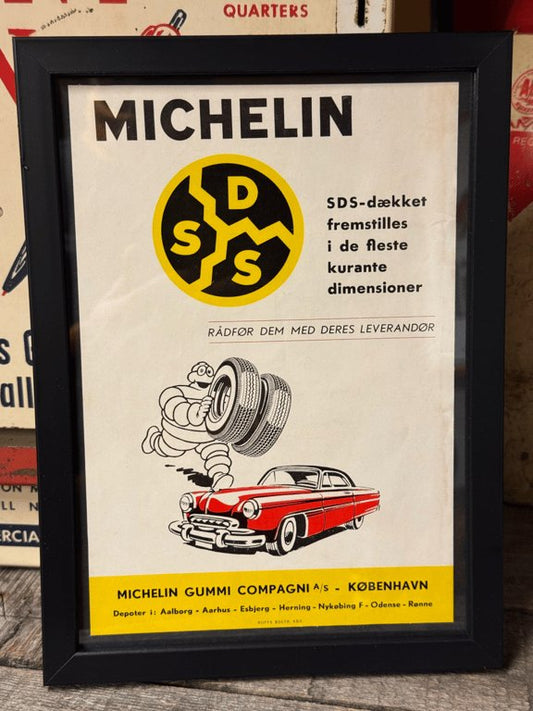 QUARTERS
MICHELIN
D
S
S
SDS-dækket
fremstilles
i de fleste
kurante
dimensioner
RÅDFØR DEM MED DERES LEVERANDØR
MICHELIN GUMMI COMPAGNI A/S - KØBENHAVN
Depoter i: Aalborg - Aarhus - Esbjerg - Herning - Nykøbing F - Odense - Rønne